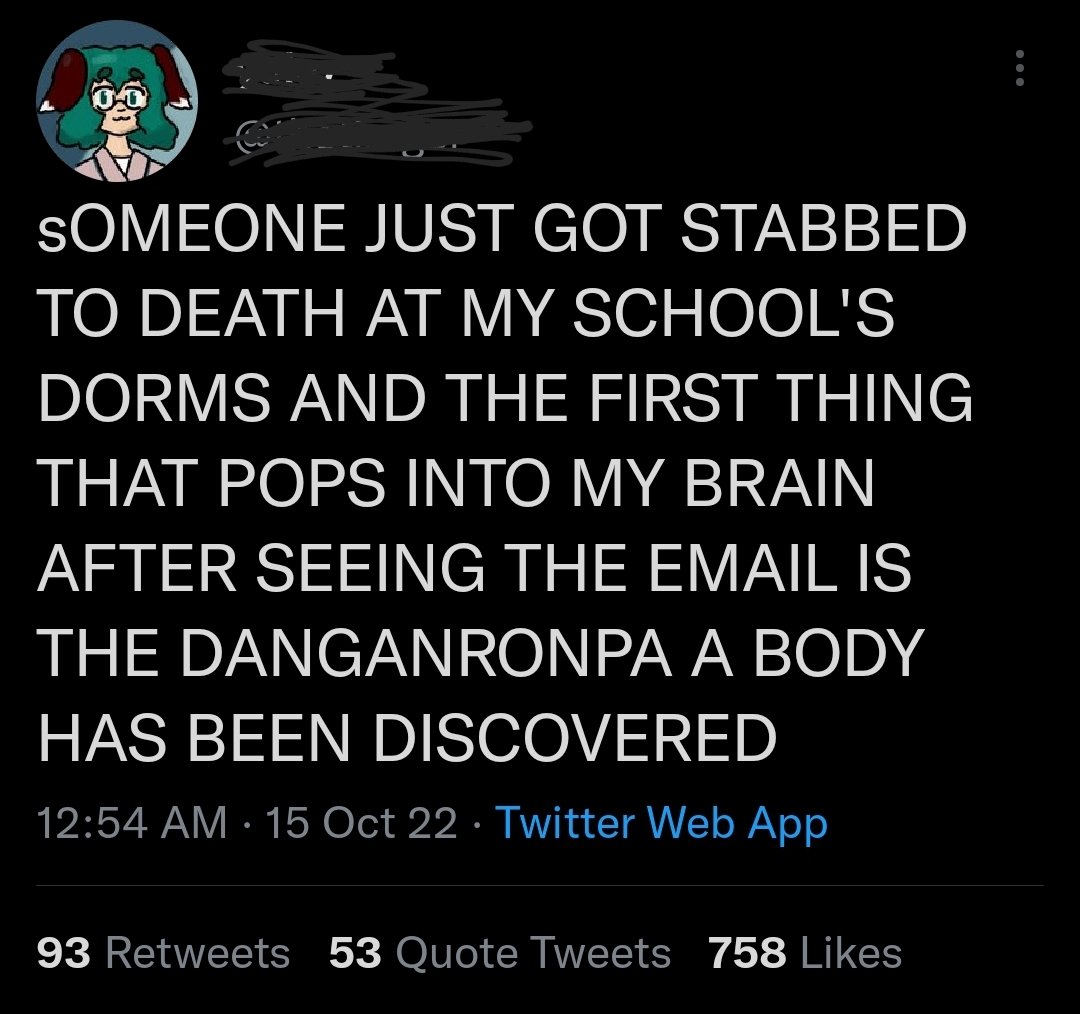 sOMEONE JUST GOT STABBED
TO DEATH AT MY SCHOOL'S
DORMS AND THE FIRST THING
THAT POPS INTO MY BRAIN
AFTER SEEING THE EMAIL IS
THE DANGANRONPA A BODY
HAS BEEN DISCOVERED
12:54 AM · 15 Oct 22 · Twitter Web App
93 Retweets 53 Quote Tweets 758 Likes